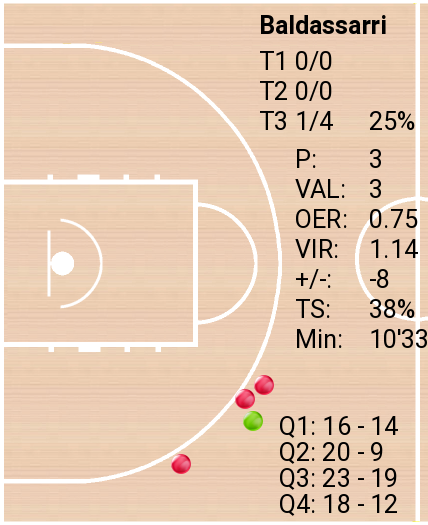 Baldassarri
T1 0/0
T2 0/0
T3 1/4 25%
P: 3
VAL: 3
OER: 0.75
VIR: 1.14
+/-: -8
TS: 38%
Min: 10'33
Q1: 16 - 14
Q2: 20 - 9
Q3: 23 - 19
Q4: 18 - 12